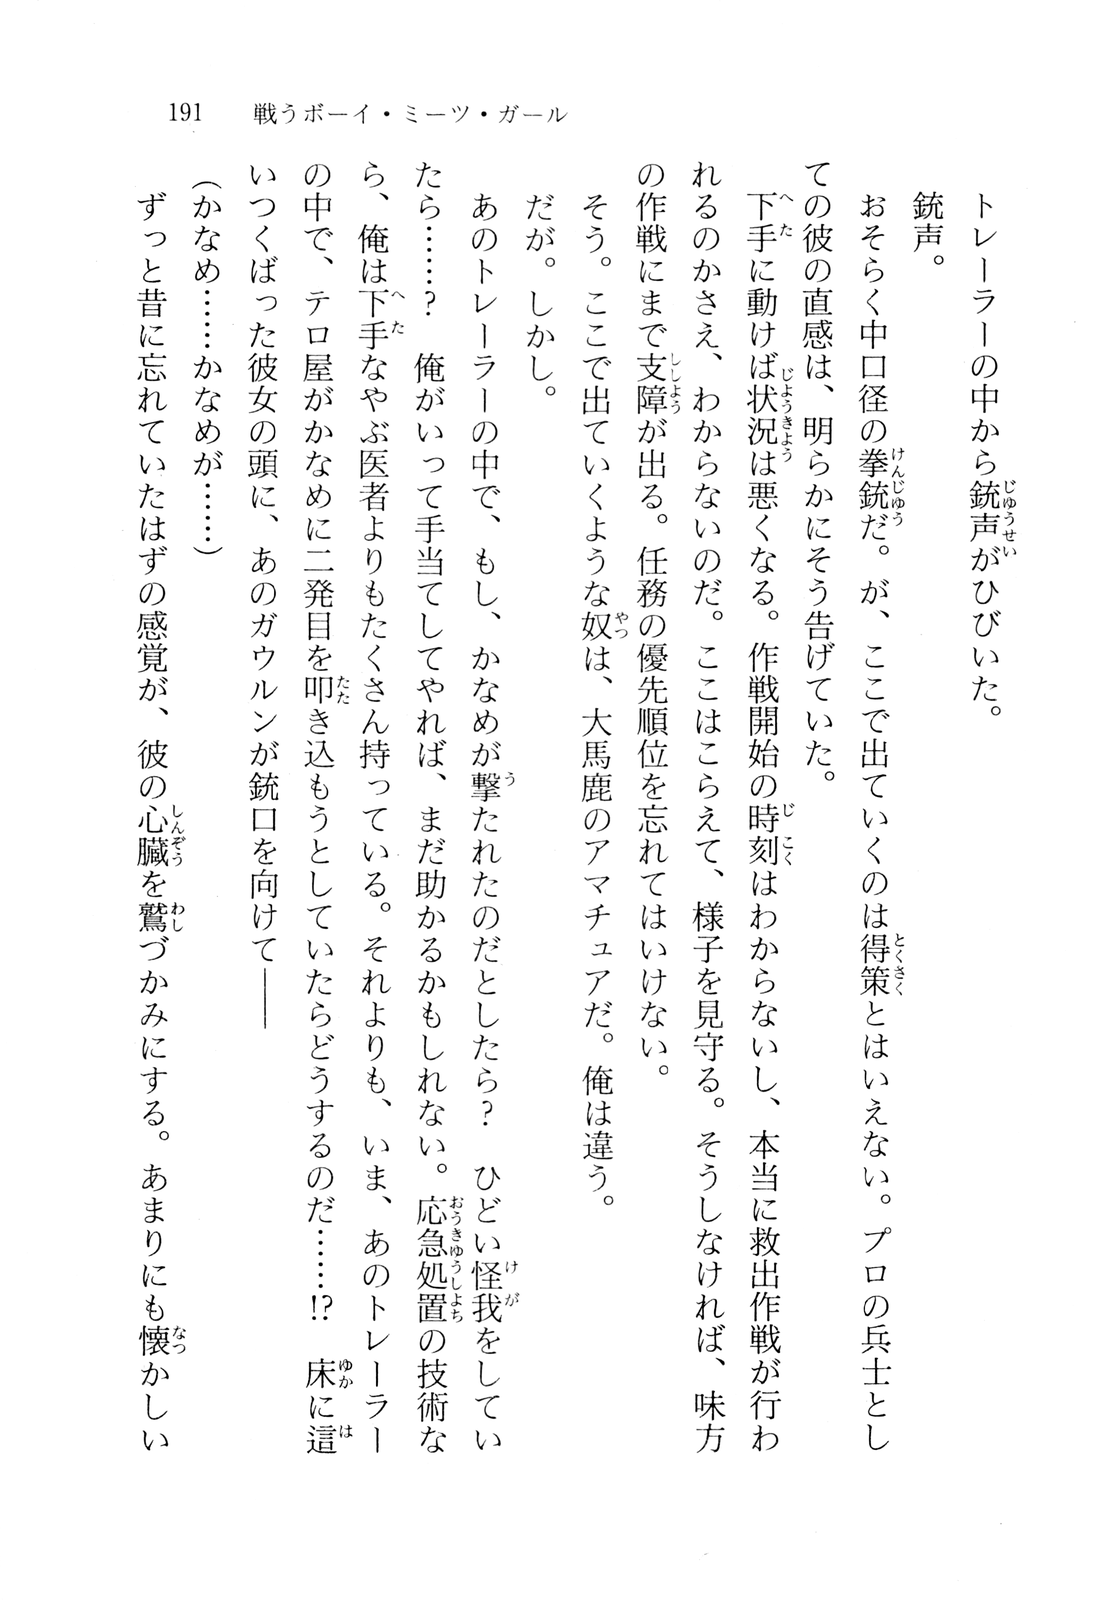 191　戦うボーイ・ミーツ・ガール
トレーラーの中から銃声がひびいた。
銃声。
おそらく中口径の拳銃だ。が、ここで出ていくのは得策とはいえない。プロの兵士とし
ての彼の直感は、明らかにそう告げていた。
下手に動けば状況は悪くなる。作戦開始の時刻はわからないし、本当に救出作戦が行わ
れるのかさえ、わからないのだ。ここはこらえて、様子を見守る。そうしなければ、味方
の作戦にまで支障が出る。任務の優先順位を忘れてはいけない。
そう。ここで出ていくような奴は、大馬鹿のアマチュアだ。俺は違う。
だが。しかし。
あのトレーラーの中で、もし、かなめが撃たれたのだとしたら？　ひどい怪我をしてい
たら……？　俺がいって手当てしてやれば、まだ助かるかもしれない。応急処置の技術な
ら、俺は下手なやぶ医者よりもたくさん持っている。それよりも、いま、あのトレーラー
の中で、テロ屋がかなめに二発目を叩き込もうとしていたらどうするのだ……!?　床に這
いつくばった彼女の頭に、あのガウルンが銃口を向けて――
（かなめ……かなめが……）
ずっと昔に忘れていたはずの感覚が、彼の心臓を鷲づかみにする。あまりにも懐かしい